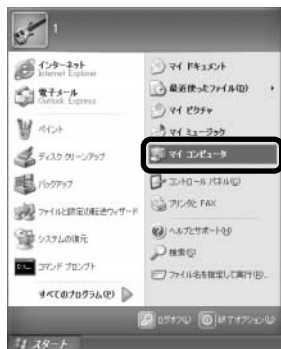 1
インターネット
Internet Explorer
電子メール
Outlook Express
ペイント
ディスク クリーンアップ
バックアップ
ファイルと設定の転送ウィザード
システムの復元
コマンド プロンプト
すべてのプログラム(P)
マイ ドキュメント
最近使ったファイル(D)
マイ ピクチャ
マイ ミュージック
マイ コンピュータ
コントロール パネル(C)
プリンタと FAX
ヘルプとサポート(H)
検索(S)
ファイル名を指定して実行(R)...
ログオフ(L)
終了オプション(U)
スタート